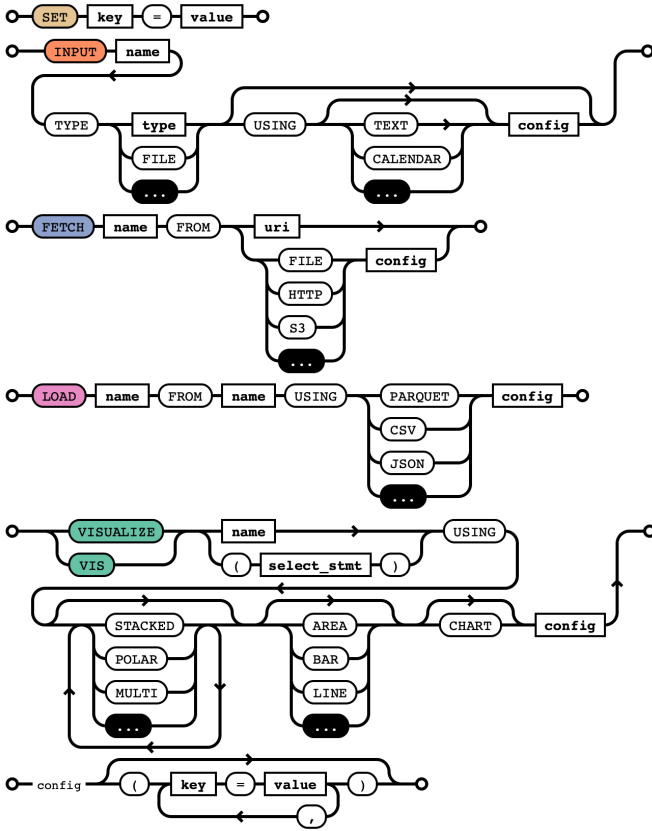 SET key = value
INPUT name
TYPE type USING TEXT config
FILE CALENDAR
... ...
FETCH name FROM uri
FILE config
HTTP
S3
...
LOAD name FROM name USING PARQUET config
CSV
JSON
...
VISUALIZE name USING
VIS ( select_stmt )
STACKED AREA CHART config
POLAR BAR
MULTI LINE
... ...
config ( key = value )
,